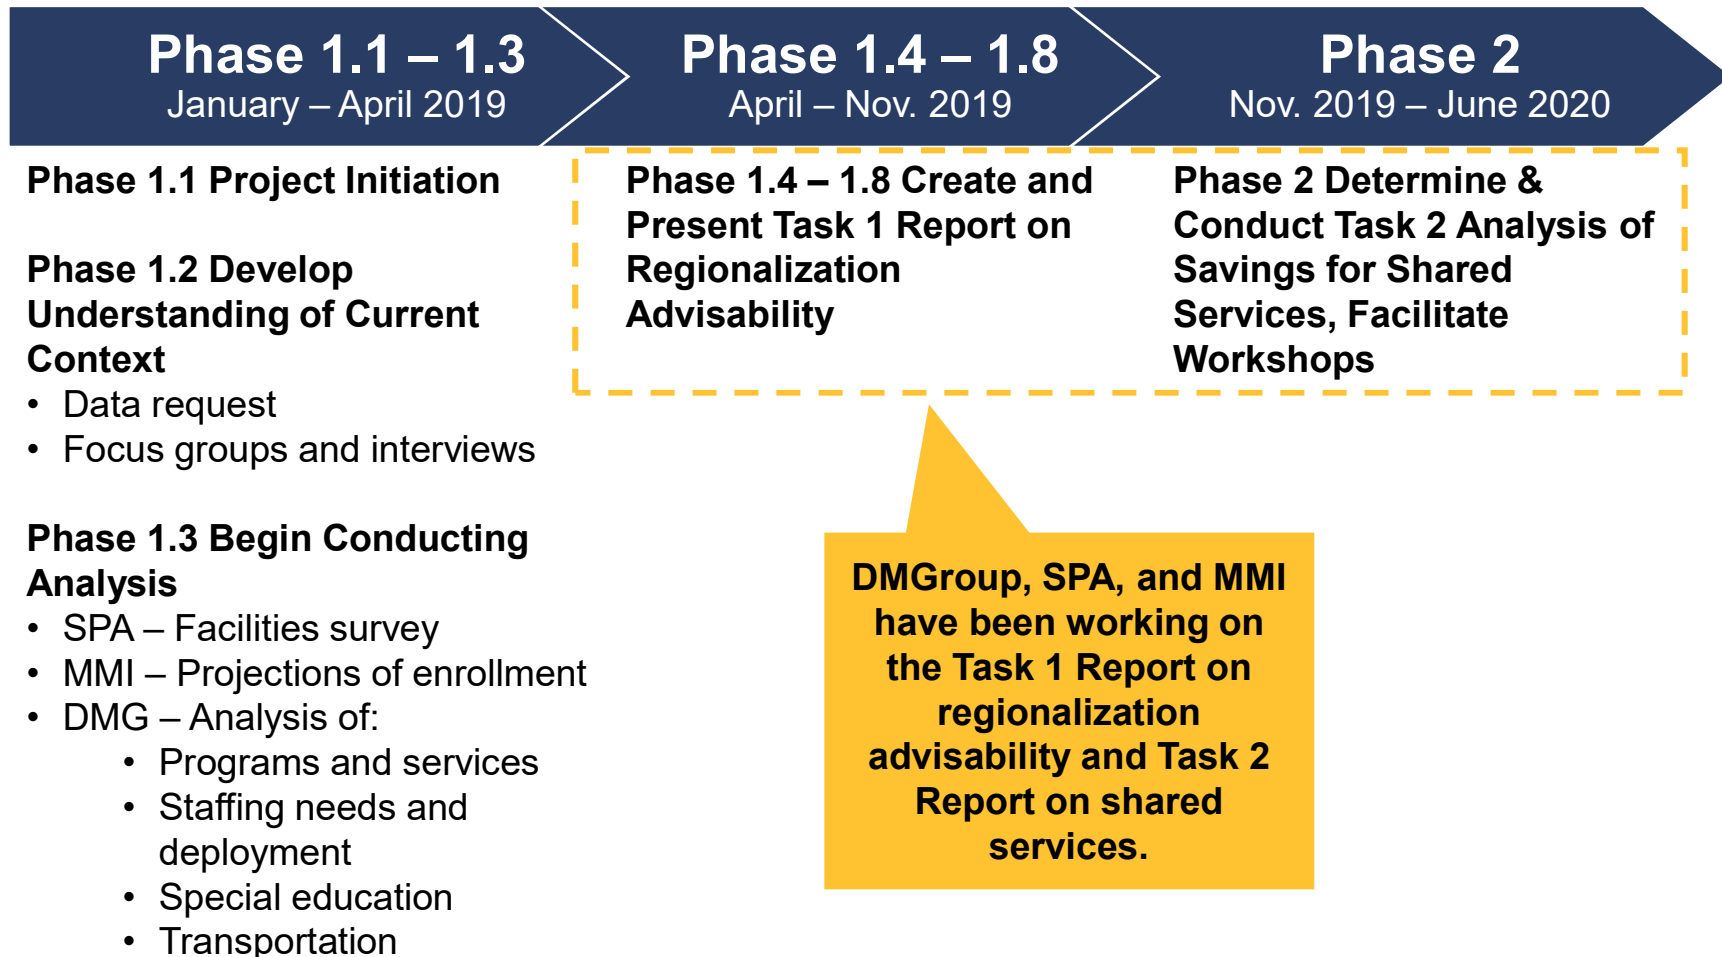 Phase 1.1 – 1.3
January – April 2019
Phase 1.4 – 1.8
April – Nov. 2019
Phase 2
Nov. 2019 – June 2020
Phase 1.1 Project Initiation
Phase 1.2 Develop
Understanding of Current
Context
• Data request
• Focus groups and interviews
Phase 1.3 Begin Conducting
Analysis
• SPA – Facilities survey
• MMI – Projections of enrollment
• DMG – Analysis of:
• Programs and services
• Staffing needs and
deployment
• Special education
• Transportation
Phase 1.4 – 1.8 Create and
Present Task 1 Report on
Regionalization
Advisability
Phase 2 Determine &
Conduct Task 2 Analysis of
Savings for Shared
Services, Facilitate
Workshops
DMGroup, SPA, and MMI
have been working on
the Task 1 Report on
regionalization
advisability and Task 2
Report on shared
services.